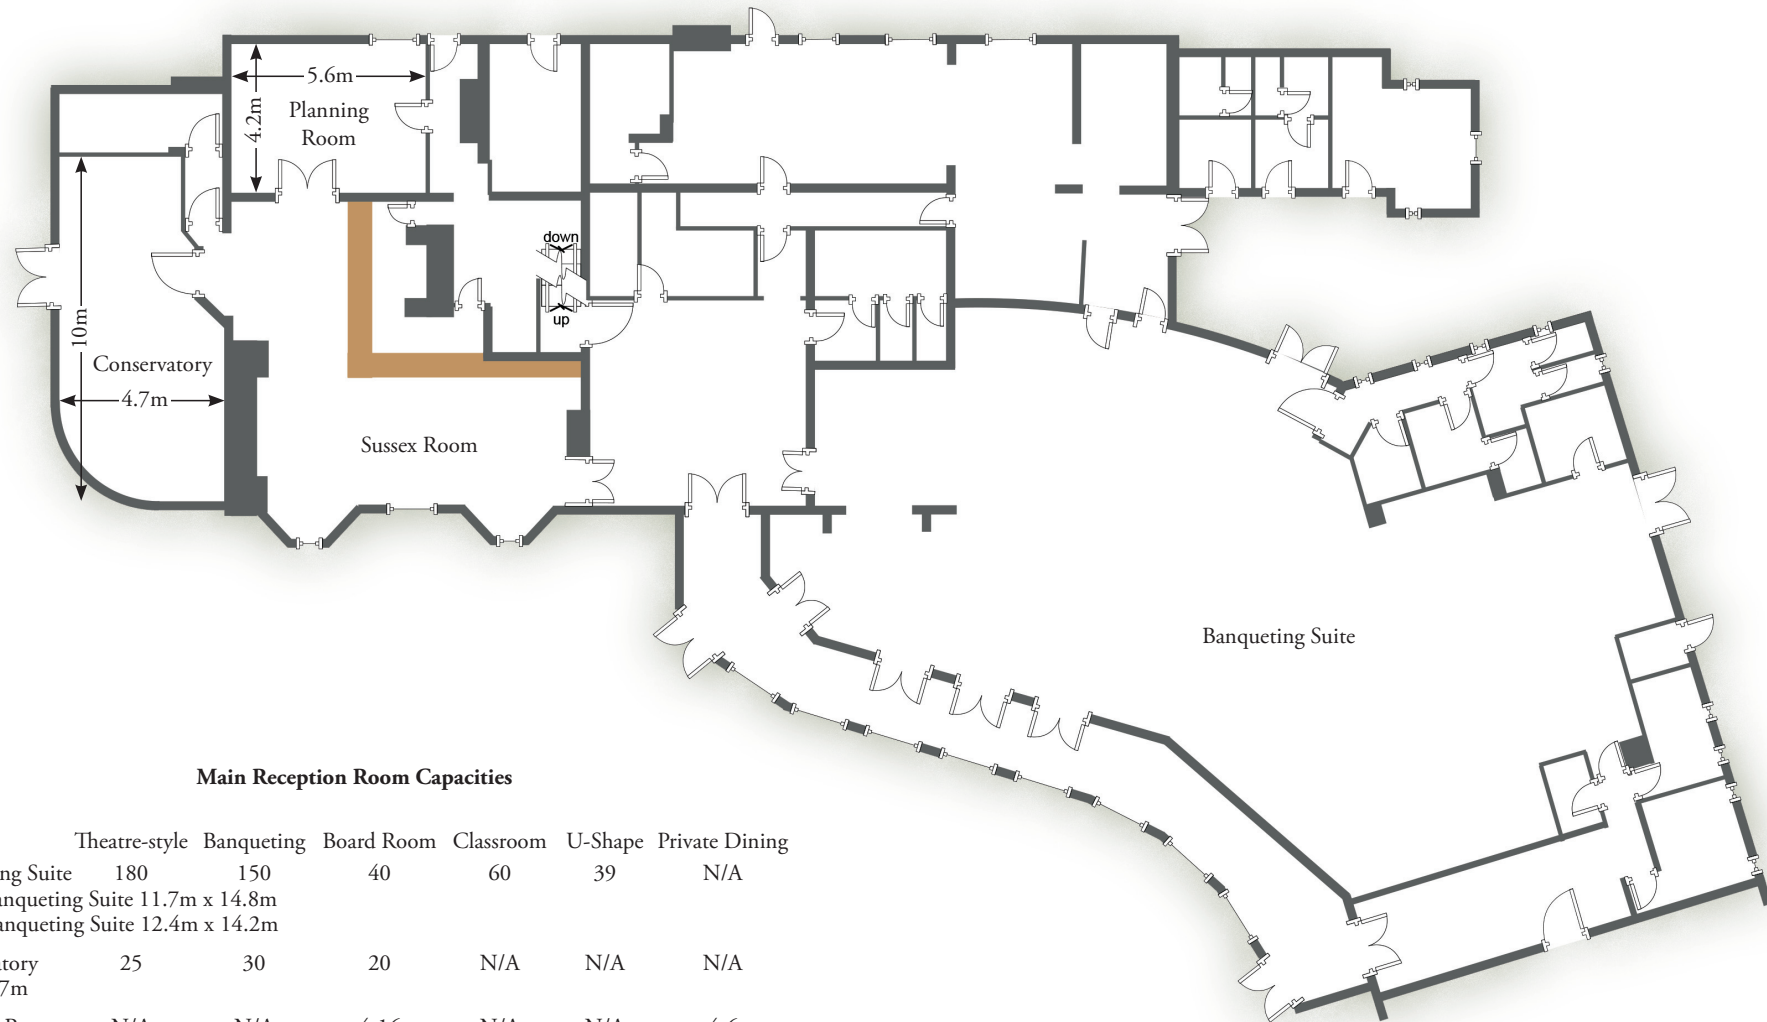 5.6m
4.2m
Planning
Room
down
up
10m
Conservatory
4.7m
Sussex Room
Banqueting Suite
Main Reception Room Capacities
Theatre-style Banqueting Board Room Classroom U-Shape Private Dining
ng Suite 180 150 40 60 39 N/A
anqueting Suite 11.7m x 14.8m
anqueting Suite 12.4m x 14.2m
tory 25 30 20 N/A N/A N/A
7m